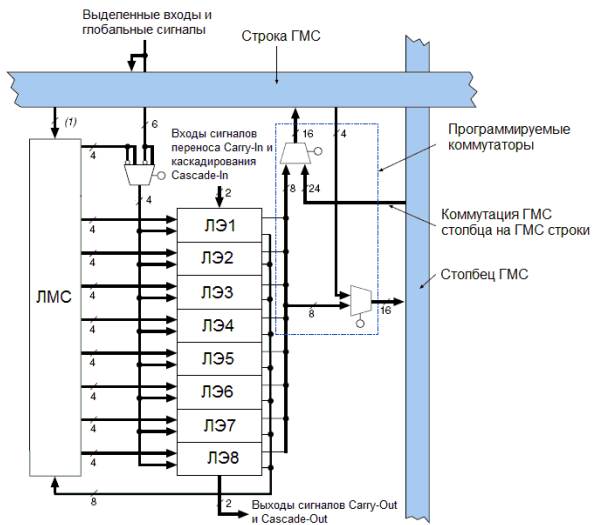 Выделенные входы и
глобальные сигналы
Строка ГМС
(1)
6
16
4
Входы сигналов
переноса Carry-In и
каскадирования
Cascade-In
Программируемые
коммутаторы
4
4
2
8
24
Коммутация ГМС
столбца на ГМС строки
Столбец ГМС
ЛМС
4
ЛЭ1
4
ЛЭ2
4
ЛЭ3
8
16
4
ЛЭ4
4
ЛЭ5
4
ЛЭ6
4
ЛЭ7
4
ЛЭ8
8
2
Выходы сигналов Carry-Out
и Cascade-Out